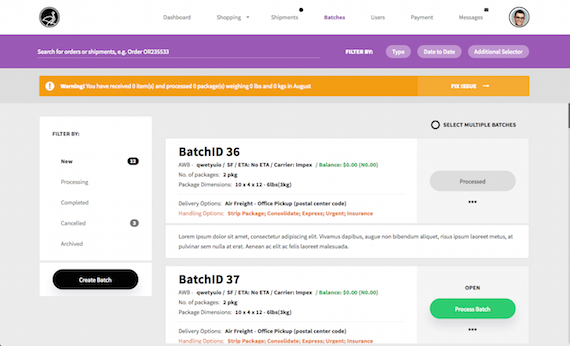 Dashboard Shopping Shipments Batches Users Payment Messages
Search for orders or shipments, e.g. Order OR235533
FILTER BY: Type Date to Date Additional Selector
Warning! You have received 0 item(s) and processed 0 package(s) weighing 0 lbs and 0 kgs in August FIX ISSUE
FILTER BY:
New 12
Processing
Completed
Cancelled 3
Archived
Create Batch
SELECT MULTIPLE BATCHES
BatchID 36
AWB - qwetyuio / SF / ETA: No ETA / Carrier: Impex / Balance: $0.00 (N0.00)
No. of packages: 2 pkg
Package Dimensions: 10 x 4 x 12 - 6lbs(3kg)
Delivery Options: Air Freight - Office Pickup (postal center code)
Handling Options: Strip Package; Consolidate; Express; Urgent; Insurance
Processed
Lorem ipsum dolor sit amet, consectetur adipiscing elit. Vivamus dapibus, augue non bibendum aliquet, risus ipsum laoreet metus, at
pulvinar sem nulla at erat. Aenean ac elit ac felis laoreet malesuada.
BatchID 37
AWB - qwetyuio / SF / ETA: No ETA / Carrier: Impex / Balance: $0.00 (N0.00)
No. of packages: 2 pkg
Package Dimensions: 10 x 4 x 12 - 6lbs(3kg)
Delivery Options: Air Freight - Office Pickup (postal center code)
Handling Options: Strip Package; Consolidate; Express; Urgent; Insurance
OPEN
Process Batch